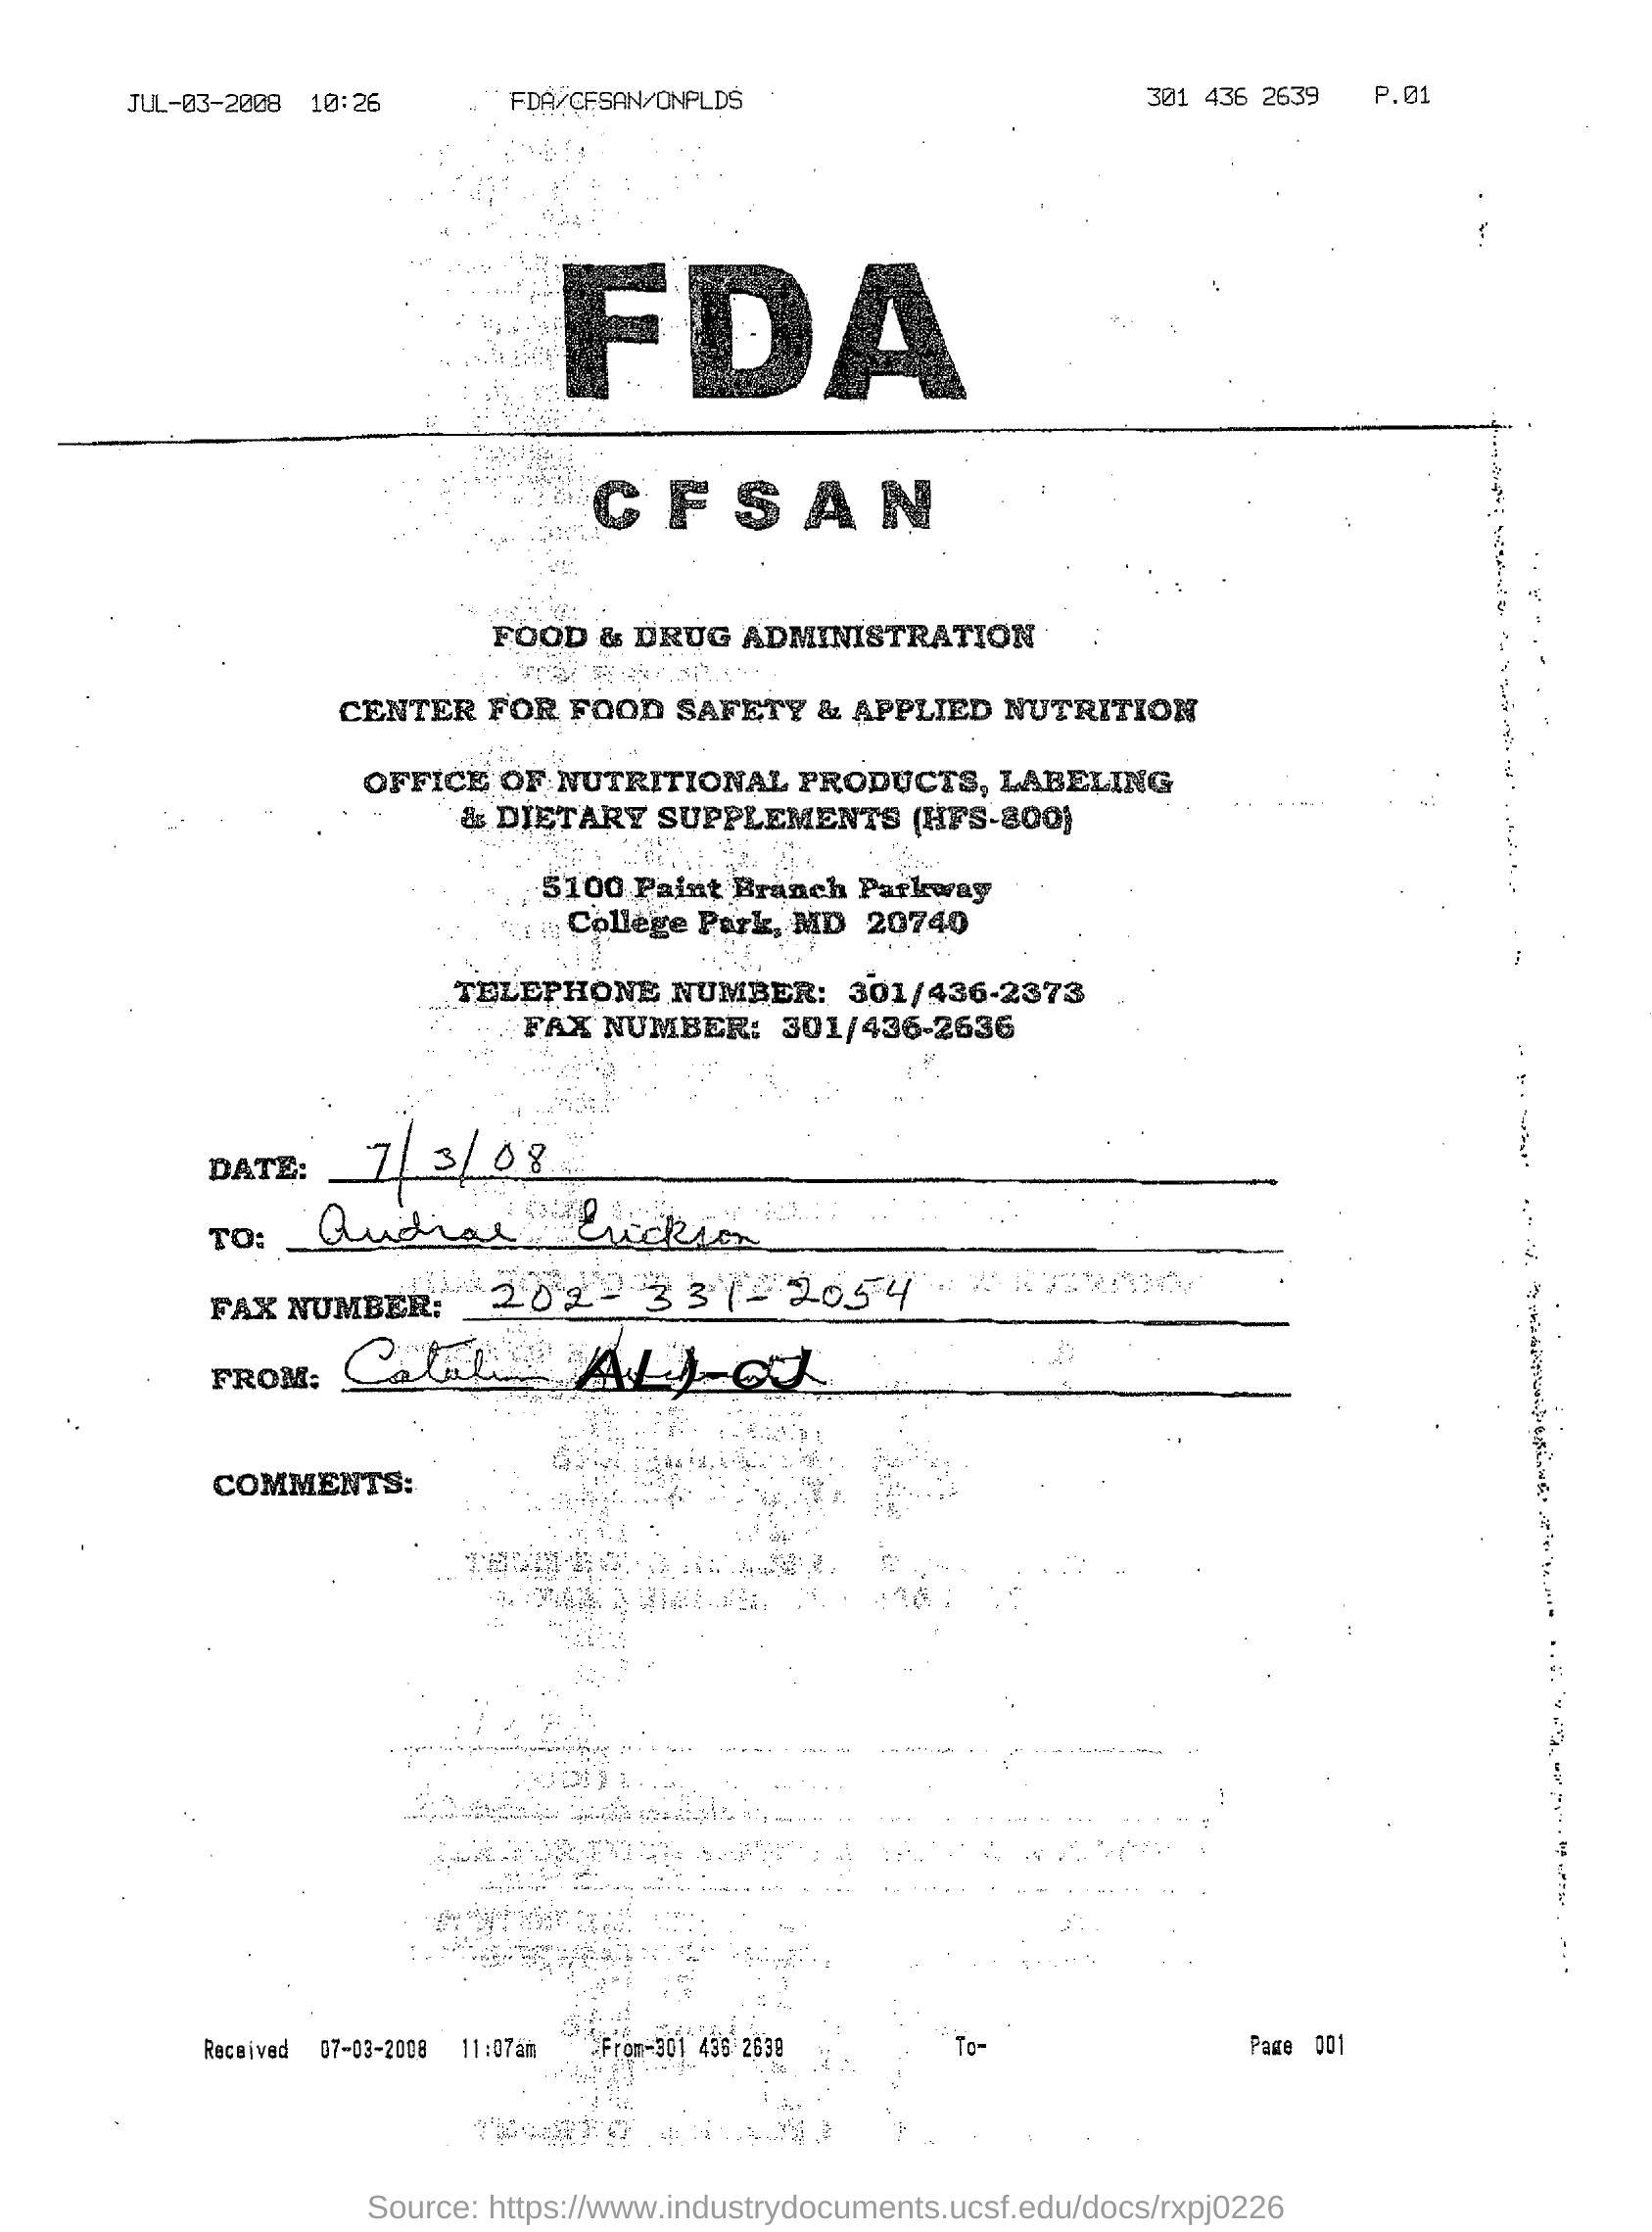 JUL-03-2008 10:26 FDA/CFSAN/ONPLDS 301 436 2639 P.01
FDA
CFSAN
FOOD & DRUG ADMINISTRATION
CENTER FOR FOOD SAFETY & APPLIED NUTRITION
OFFICE OF NUTRITIONAL PRODUCTS, LABELING
& DIETARY SUPPLEMENTS (HFS-800)
5100 Paint Branch Parkway
College Park, MD 20740
TELEPHONE NUMBER: 301/436-2373
FAX NUMBER: 301/436-2636
DATE: 7/3/08
TO: Audrae Erickson
FAX NUMBER: 202-331-2054
FROM:
COMMENTS:
Received 07-03-2008 11:07am From-301 436 2639 To- Page 001
Source: https://www.industrydocuments.ucsf.edu/docs/rxpj0226